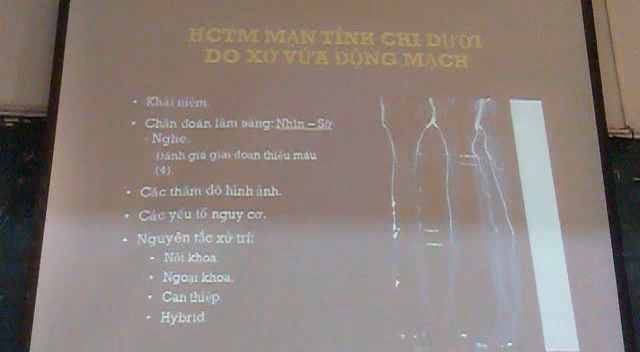 HCTM MẠN TÍNH CHI DƯỚI
DO XƠ VỮA ĐỘNG MẠCH
• Khái niệm.
• Chẩn đoán lâm sàng: Nhìn – Sờ
- Nghe.
Đánh giá giai đoạn thiếu máu
(4).
• Các thăm dò hình ảnh.
• Các yếu tố nguy cơ.
• Nguyên tắc xử trí:
• Nội khoa.
• Ngoại khoa.
• Can thiệp
• Hybrid.